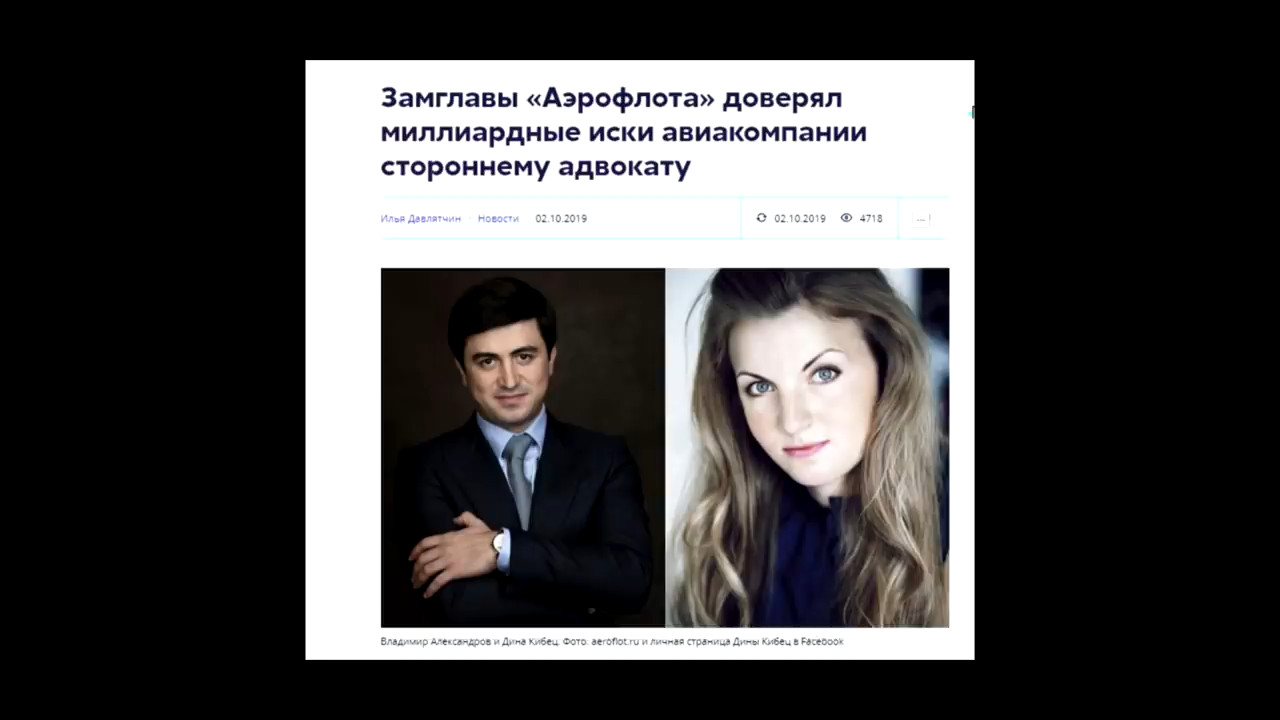 Замглавы «Аэрофлота» доверял
миллиардные иски авиакомпании
стороннему адвокату
Илья Давлятчин · Новости 02.10.2019 02.10.2019 4718
Владимир Александров и Дина Кибец. Фото: aeroflot.ru и личная страница Дины Кибец в Facebook